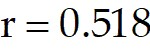 r = 0.518